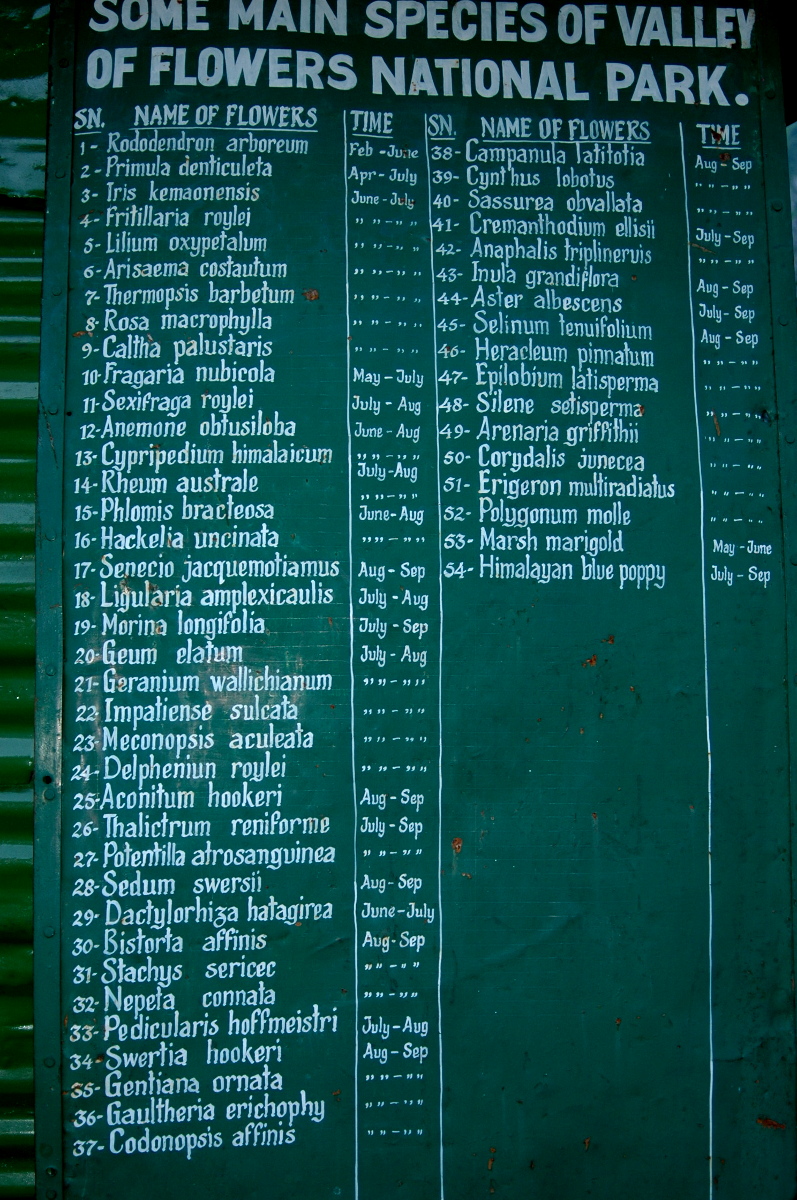 SOME MAIN SPECIES OF VALLEY
OF FLOWERS NATIONAL PARK.
SN. NAME OF FLOWERS TIME
1- Rododendron arboreum Feb - June
2- Primula denticuleta Apr - July
3- Iris kemaonensis June - July
4- Fritillaria roylei " " - " "
5- Lilium oxypetalum " " - " "
6- Arisaema costautum " " - " "
7- Thermopsis barbetum " " - " "
8- Rosa macrophylla " " - " "
9- Caltha palustaris " " - " "
10- Fragaria nubicola May - July
11- Sexifraga roylei July - Aug
12- Anemone obtusiloba June - Aug
13- Cypripedium himalaicum " " - " "
14- Rheum australe July - Aug
" " - " "
15- Phlomis bracteosa June - Aug
16- Hackelia uncinata " " - " "
17- Senecio jacquemotiamus Aug - Sep
18- Ligularia amplexicaulis July - Aug
19- Morina longifolia July - Sep
20- Geum elatum July - Aug
21- Geranium wallichianum " " - " "
22- Impatiense sulcata " " - " "
23- Meconopsis aculeata " " - " "
24- Delpheniun roylei " " - " "
25- Aconitum hookeri Aug - Sep
26- Thalictrum reniforme July - Sep
27- Potentilla atrosanguinea " " - " "
28- Sedum swersii Aug - Sep
29- Dactylorhiza hatagirea June - July
30- Bistorta affinis Aug - Sep
31- Stachys sericec " " - " "
32- Nepeta connata " " - " "
33- Pedicularis hoffmeistri July - Aug
34- Swertia hookeri Aug - Sep
35- Gentiana ornata " " - " "
36- Gaultheria erichophy " " - " "
37- Codonopsis affinis " " - " "
SN. NAME OF FLOWERS TIME
38- Campanula latitotia Aug - Sep
39- Cynthus lobotus " " - " "
40- Sassurea obvallata " " - " "
41- Cremanthodium ellisii July - Sep
42- Anaphalis triplinervis " " - " "
43- Inula grandiflora Aug - Sep
44- Aster albescens July - Sep
45- Selinum tenuifolium Aug - Sep
46- Heracleum pinnatum " " - " "
47- Epilobium latisperma " " - " "
48- Silene setisperma " " - " "
49- Arenaria griffithii " " - " "
50- Corydalis junecea " " - " "
51- Erigeron multiradiatus " " - " "
52- Polygonum molle " " - " "
53- Marsh marigold May - June
54- Himalayan blue poppy July - Sep